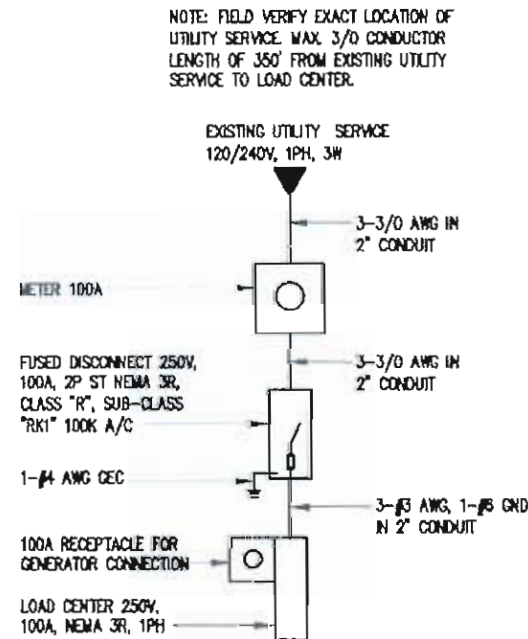 NOTE: FIELD VERIFY EXACT LOCATION OF
UTILITY SERVICE. MAX. 3/0 CONDUCTOR
LENGTH OF 350' FROM EXISTING UTILITY
SERVICE TO LOAD CENTER.
EXISTING UTILITY SERVICE
120/240V, 1PH, 3W
3-3/0 AWG IN
2" CONDUIT
METER 100A
3-3/0 AWG IN
2" CONDUIT
FUSED DISCONNECT 250V,
100A, 2P ST NEMA 3R,
CLASS "R", SUB-CLASS
"RK1" 100K A/C
1-#4 AWG GEC
3-#3 AWG, 1-#8 GND
IN 2" CONDUIT
100A RECEPTACLE FOR
GENERATOR CONNECTION
LOAD CENTER 250V,
100A, NEMA 3R, 1PH